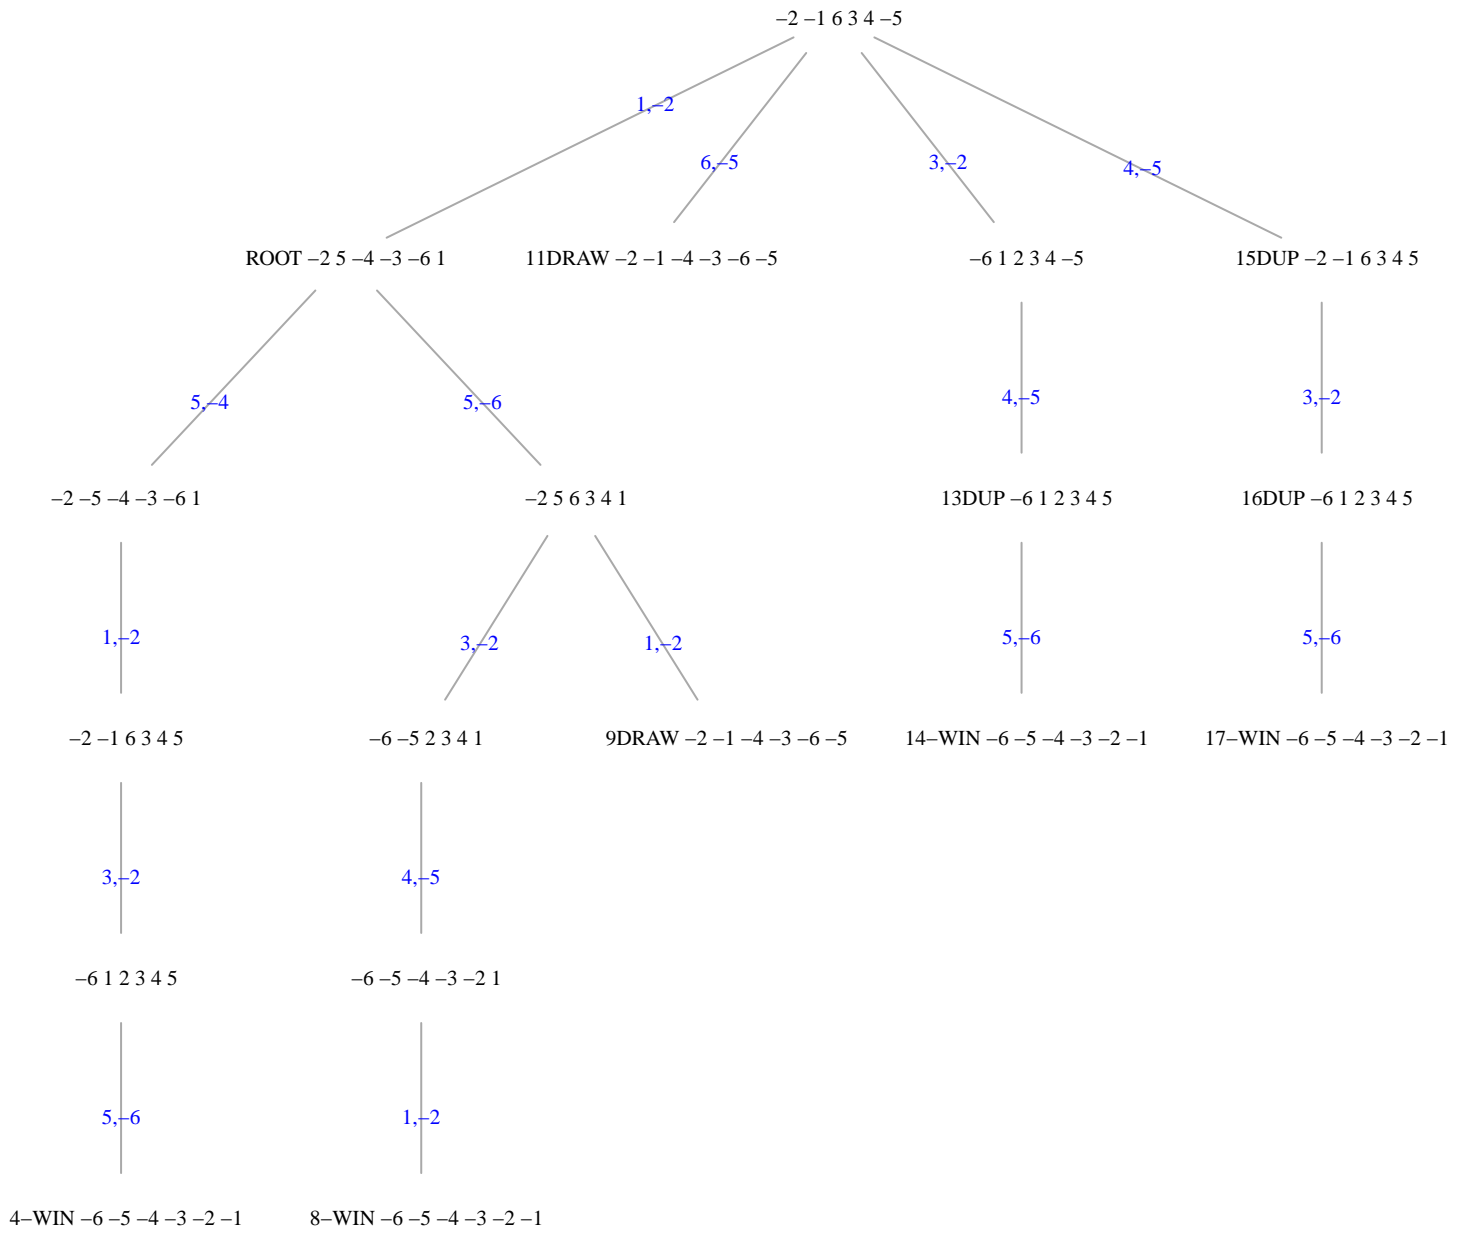 –2 –1 6 3 4 –5
1,–2
6,–5
3,–2
4,–5
ROOT –2 5 –4 –3 –6 1
11DRAW –2 –1 –4 –3 –6 –5
–6 1 2 3 4 –5
15DUP –2 –1 6 3 4 5
5,–4
5,–6
4,–5
3,–2
–2 –5 –4 –3 –6 1
–2 5 6 3 4 1
13DUP –6 1 2 3 4 5
16DUP –6 1 2 3 4 5
1,–2
3,–2
1,–2
5,–6
5,–6
–2 –1 6 3 4 5
–6 –5 2 3 4 1
9DRAW –2 –1 –4 –3 –6 –5
14–WIN –6 –5 –4 –3 –2 –1
17–WIN –6 –5 –4 –3 –2 –1
3,–2
4,–5
–6 1 2 3 4 5
–6 –5 –4 –3 –2 1
5,–6
1,–2
4–WIN –6 –5 –4 –3 –2 –1
8–WIN –6 –5 –4 –3 –2 –1